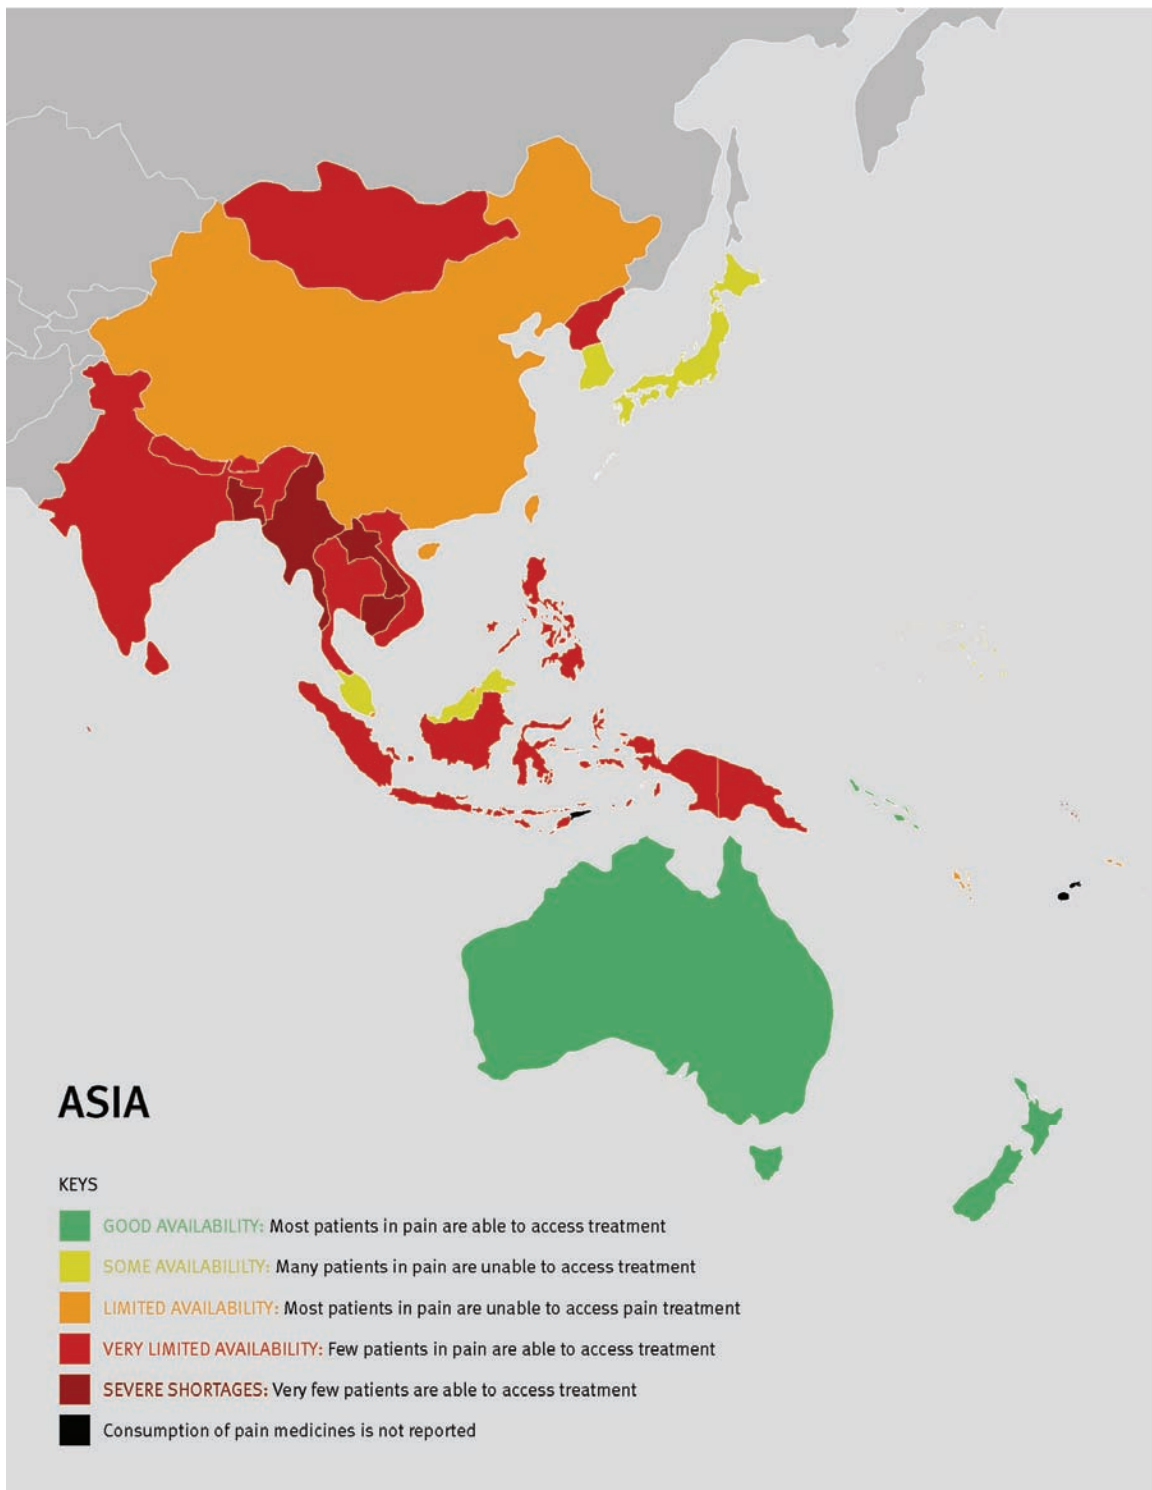 ASIA
KEYS
GOOD AVAILABILITY: Most patients in pain are able to access treatment
SOME AVAILABILILTY: Many patients in pain are unable to access treatment
LIMITED AVAILABILITY: Most patients in pain are unable to access pain treatment
VERY LIMITED AVAILABILITY: Few patients in pain are able to access treatment
SEVERE SHORTAGES: Very few patients are able to access treatment
Consumption of pain medicines is not reported